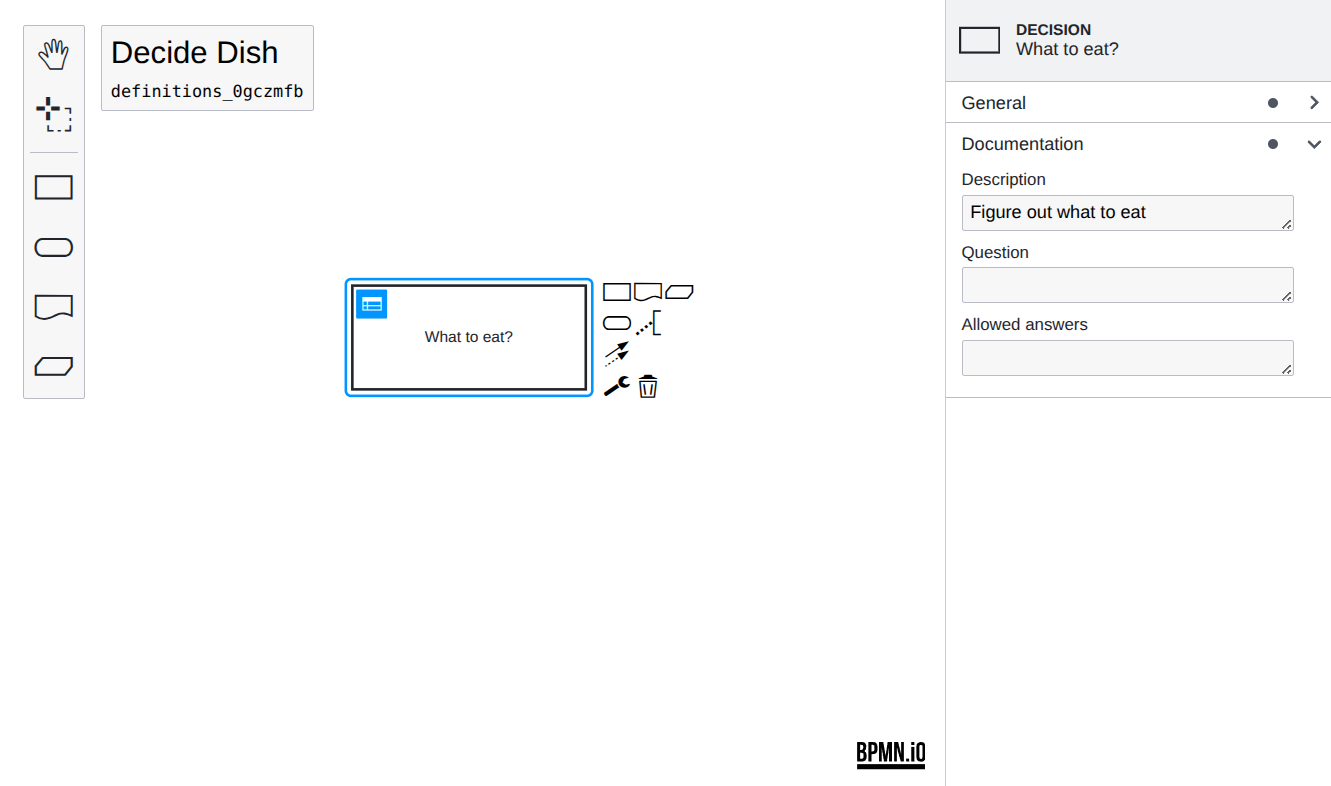 Decide Dish
definitions_0gczmfb
What to eat?
BPMN.iO
DECISION
What to eat?
General
Documentation
Description
Figure out what to eat
Question
Allowed answers